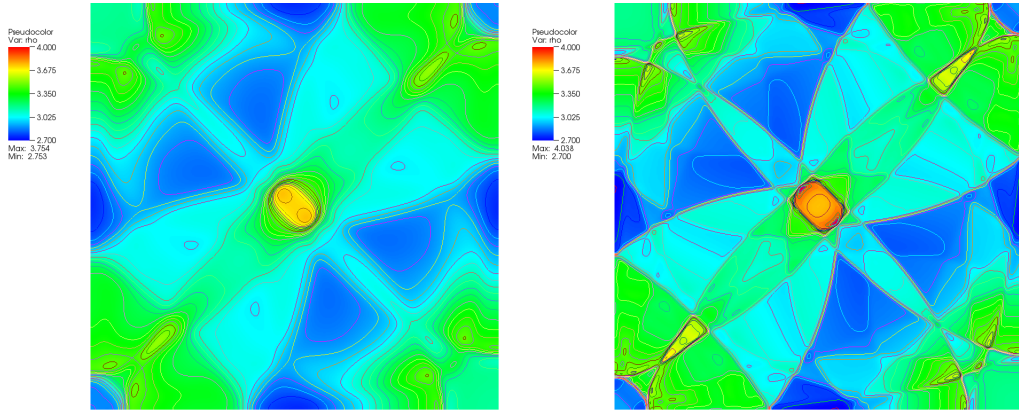 Pseudocolor
Var: rho
4.000
3.675
3.350
3.025
2.700
Max: 3.754
Min: 2.753
Pseudocolor
Var: rho
4.000
3.675
3.350
3.025
2.700
Max: 4.038
Min: 2.700